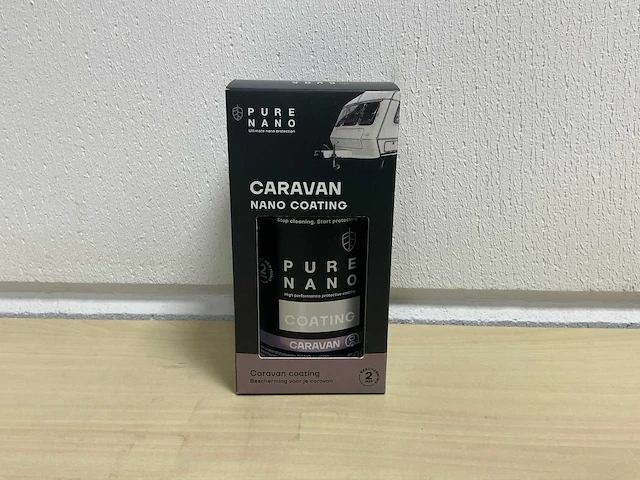 PURE
NANO
Ultimate nano protection
CARAVAN
NANO COATING
Stop cleaning. Start protecting
PURE
NANO
High performance protective coating
COATING
CARAVAN
Caravan coating
Bescherming voor je caravan
2